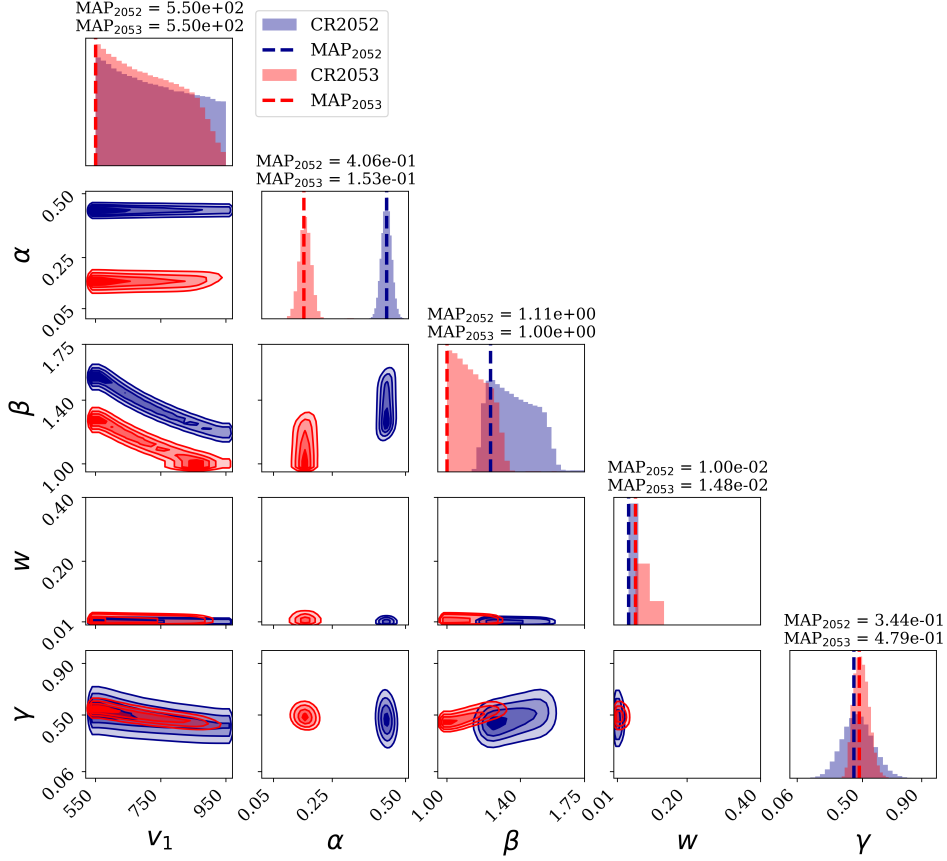 MAP2052 = 5.50e+02
MAP2053 = 5.50e+02
CR2052
MAP2052
CR2053
MAP2053
MAP2052 = 4.06e-01
MAP2053 = 1.53e-01
α
0.50
0.25
0.05
MAP2052 = 1.11e+00
MAP2053 = 1.00e+00
β
1.75
1.40
1.00
MAP2052 = 1.00e-02
MAP2053 = 1.48e-02
w
0.40
0.20
0.01
MAP2052 = 3.44e-01
MAP2053 = 4.79e-01
γ
0.90
0.50
0.06
550 750 950
0.05 0.25 0.50
1.00 1.40 1.75
0.01 0.20 0.40
0.06 0.50 0.90
v1 α β w γ